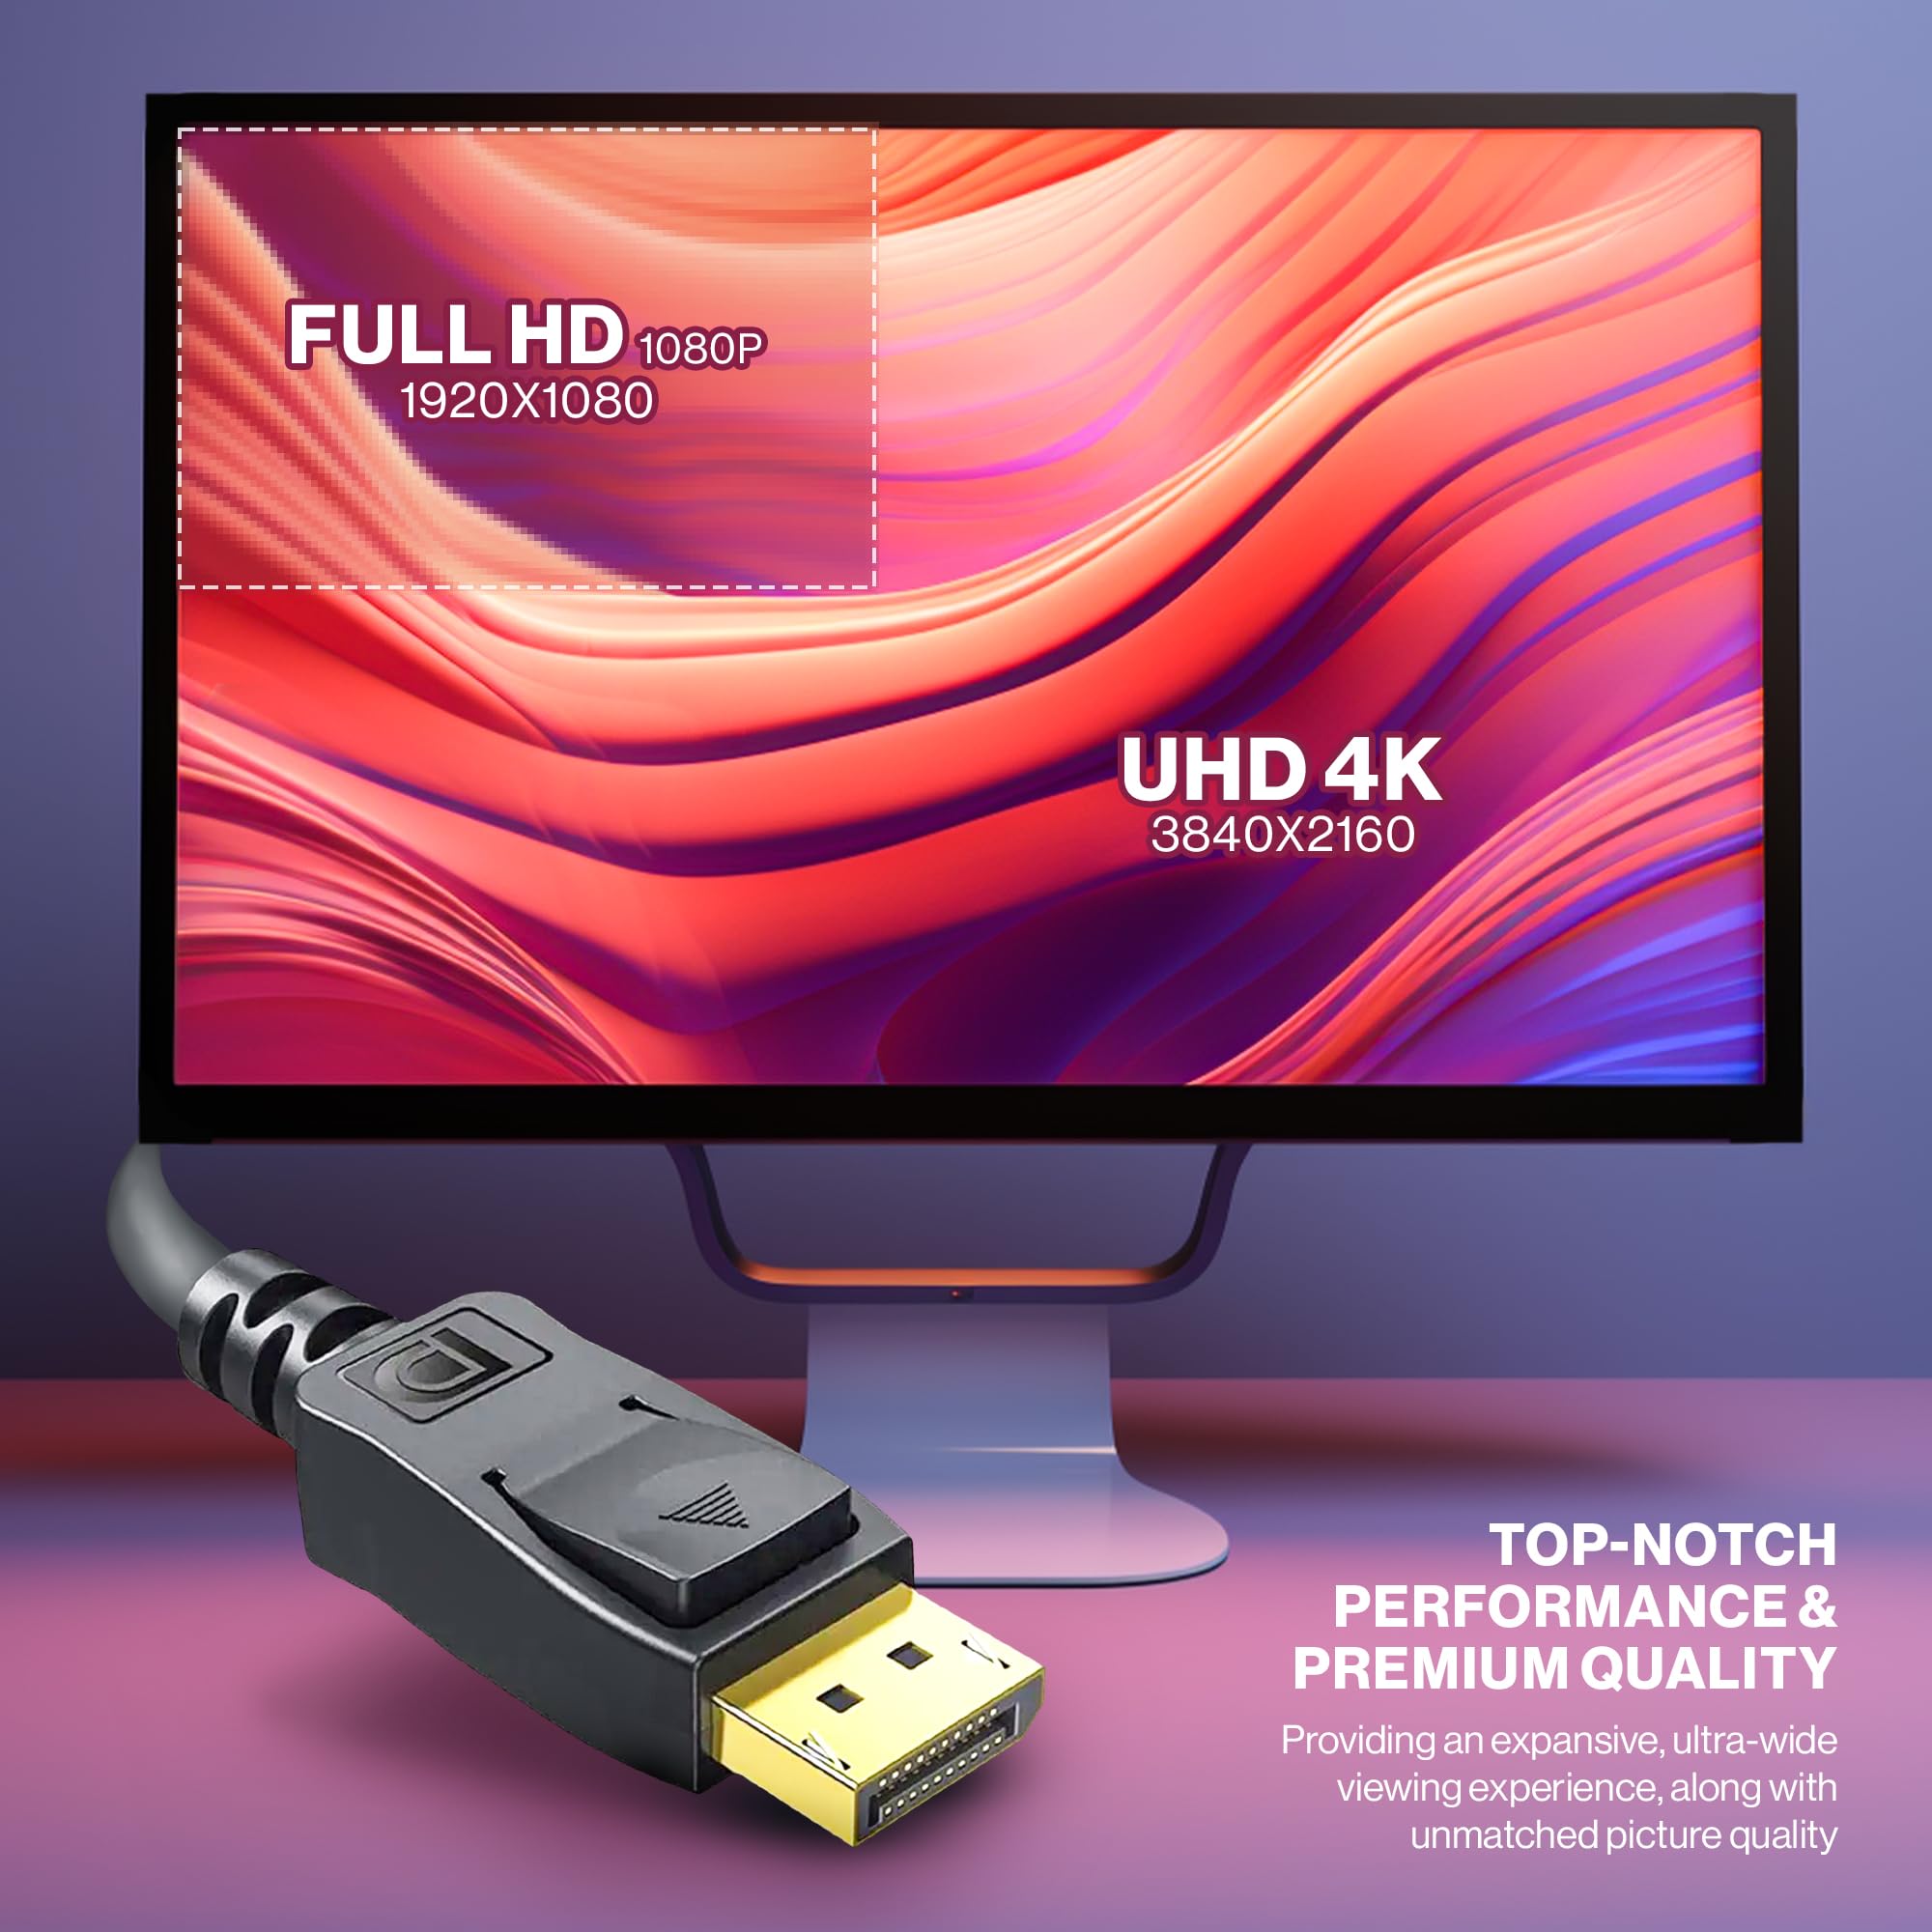 FULL HD 1080P
1920X1080
UHD 4K
3840X2160
TOP-NOTCH
PERFORMANCE &
PREMIUM QUALITY
Providing an expansive, ultra-wide
viewing experience, along with
unmatched picture quality